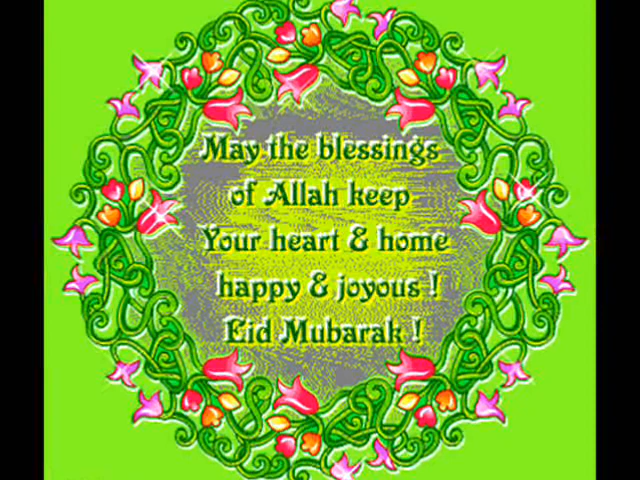 May the blessings
of Allah keep
Your heart & home
happy & joyous !
Eid Mubarak !